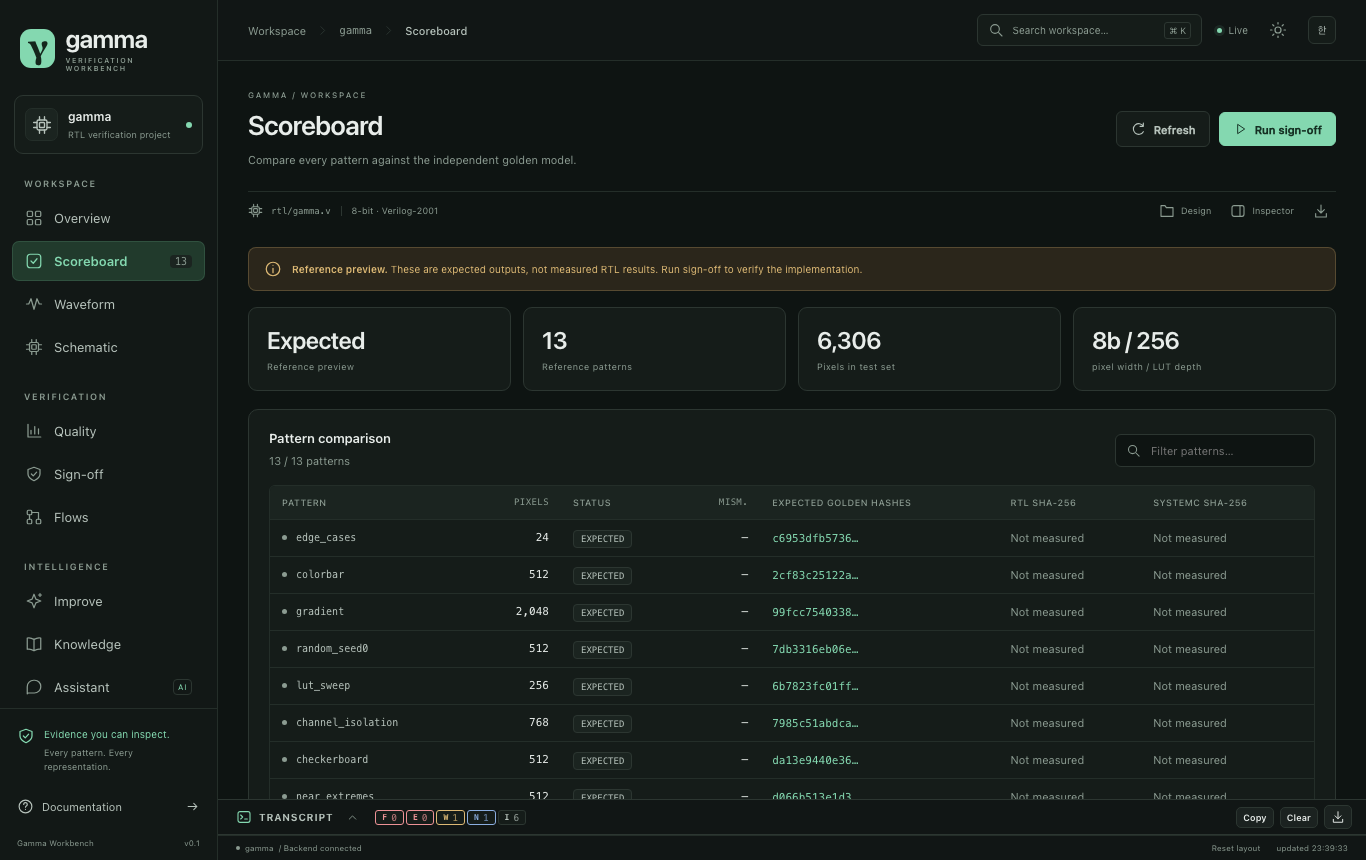 gamma
VERIFICATION
WORKBENCH
gamma
RTL verification project
WORKSPACE
Overview
Scoreboard 13
Waveform
Schematic
VERIFICATION
Quality
Sign-off
Flows
INTELLIGENCE
Improve
Knowledge
Assistant AI
Evidence you can inspect.
Every pattern. Every
representation.
Documentation
Gamma Workbench v0.1
Workspace gamma Scoreboard
Search workspace... ⌘ K Live 한
GAMMA / WORKSPACE
Scoreboard
Compare every pattern against the independent golden model.
Refresh Run sign-off
rtl/gamma.v 8-bit · Verilog-2001 Design Inspector
Reference preview. These are expected outputs, not measured RTL results. Run sign-off to verify the implementation.
Expected
Reference preview
13
Reference patterns
6,306
Pixels in test set
8b / 256
pixel width / LUT depth
Pattern comparison
13 / 13 patterns
Filter patterns...
PATTERN PIXELS STATUS MISM. EXPECTED GOLDEN HASHES RTL SHA-256 SYSTEMC SHA-256
edge_cases 24 EXPECTED — c6953dfb5736… Not measured Not measured
colorbar 512 EXPECTED — 2cf83c25122a… Not measured Not measured
gradient 2,048 EXPECTED — 99fcc7540338… Not measured Not measured
random_seed0 512 EXPECTED — 7db3316eb06e… Not measured Not measured
lut_sweep 256 EXPECTED — 6b7823fc01ff… Not measured Not measured
channel_isolation 768 EXPECTED — 7985c51abdca… Not measured Not measured
checkerboard 512 EXPECTED — da13e9440e36… Not measured Not measured
near_extremes 512 EXPECTED — d066b513e1d3… Not measured Not measured
TRANSCRIPT F 0 E 0 W 1 N 1 I 6 Copy Clear
gamma / Backend connected Reset layout updated 23:39:33